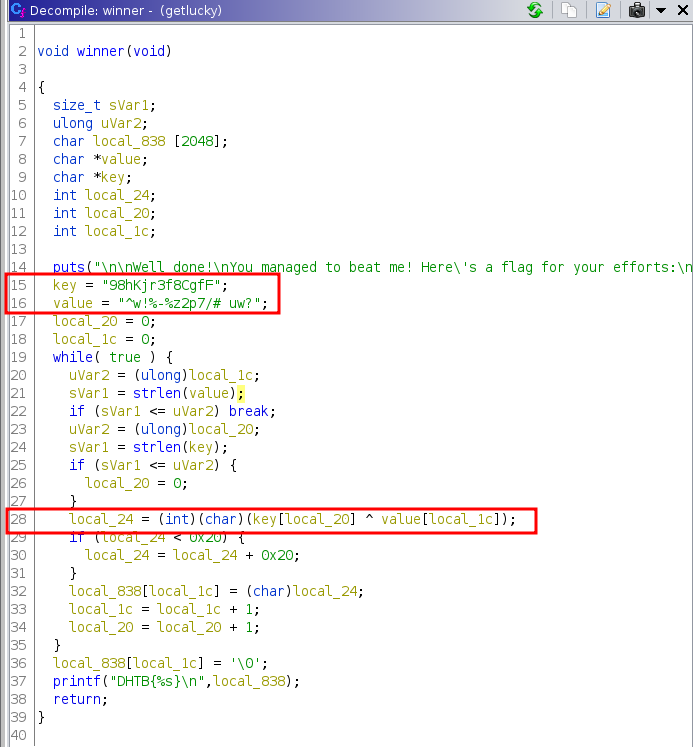 Decompile: winner - (getlucky)
1
2 void winner(void)
3
4 {
5 size_t sVar1;
6 ulong uVar2;
7 char local_838 [2048];
8 char *value;
9 char *key;
10 int local_24;
11 int local_20;
12 int local_1c;
13
14 puts("\n\nWell done!\nYou managed to beat me! Here\'s a flag for your efforts:\n
15 key = "98hKjr3f8CgfF";
16 value = "^w!%-%z2p7/# uw?";
17 local_20 = 0;
18 local_1c = 0;
19 while( true ) {
20 uVar2 = (ulong)local_1c;
21 sVar1 = strlen(value);
22 if (sVar1 <= uVar2) break;
23 uVar2 = (ulong)local_20;
24 sVar1 = strlen(key);
25 if (sVar1 <= uVar2) {
26 local_20 = 0;
27 }
28 local_24 = (int)(char)(key[local_20] ^ value[local_1c]);
29 if (local_24 < 0x20) {
30 local_24 = local_24 + 0x20;
31 }
32 local_838[local_1c] = (char)local_24;
33 local_1c = local_1c + 1;
34 local_20 = local_20 + 1;
35 }
36 local_838[local_1c] = '\0';
37 printf("DHTB{%s}\n",local_838);
38 return;
39 }
40